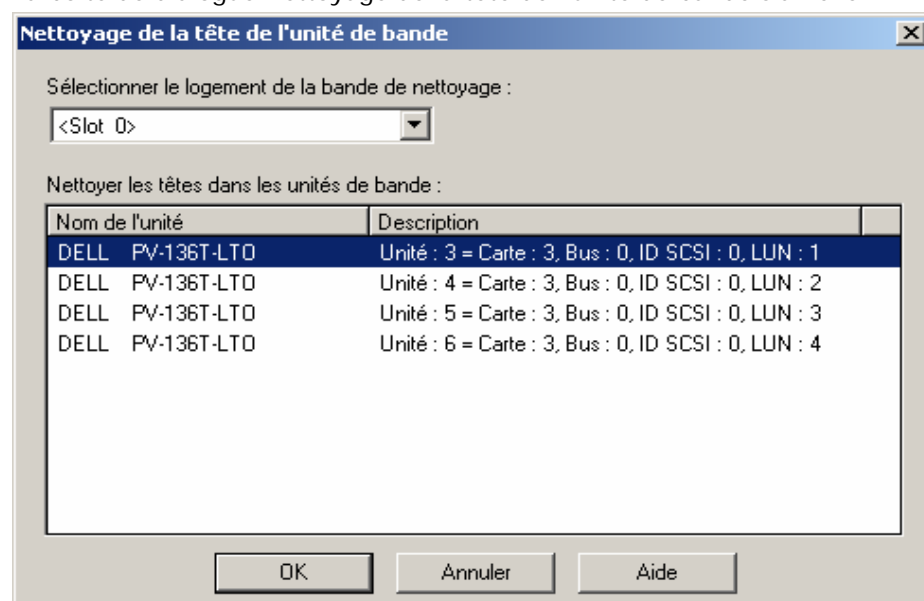 Nettoyage de la tête de l'unité de bande
Sélectionner le logement de la bande de nettoyage :
<Slot 0>
Nettoyer les têtes dans les unités de bande :
Nom de l'unité Description
DELL PV-136T-LTO Unité : 3 = Carte : 3, Bus : 0, ID SCSI : 0, LUN : 1
DELL PV-136T-LTO Unité : 4 = Carte : 3, Bus : 0, ID SCSI : 0, LUN : 2
DELL PV-136T-LTO Unité : 5 = Carte : 3, Bus : 0, ID SCSI : 0, LUN : 3
DELL PV-136T-LTO Unité : 6 = Carte : 3, Bus : 0, ID SCSI : 0, LUN : 4
OK Annuler Aide